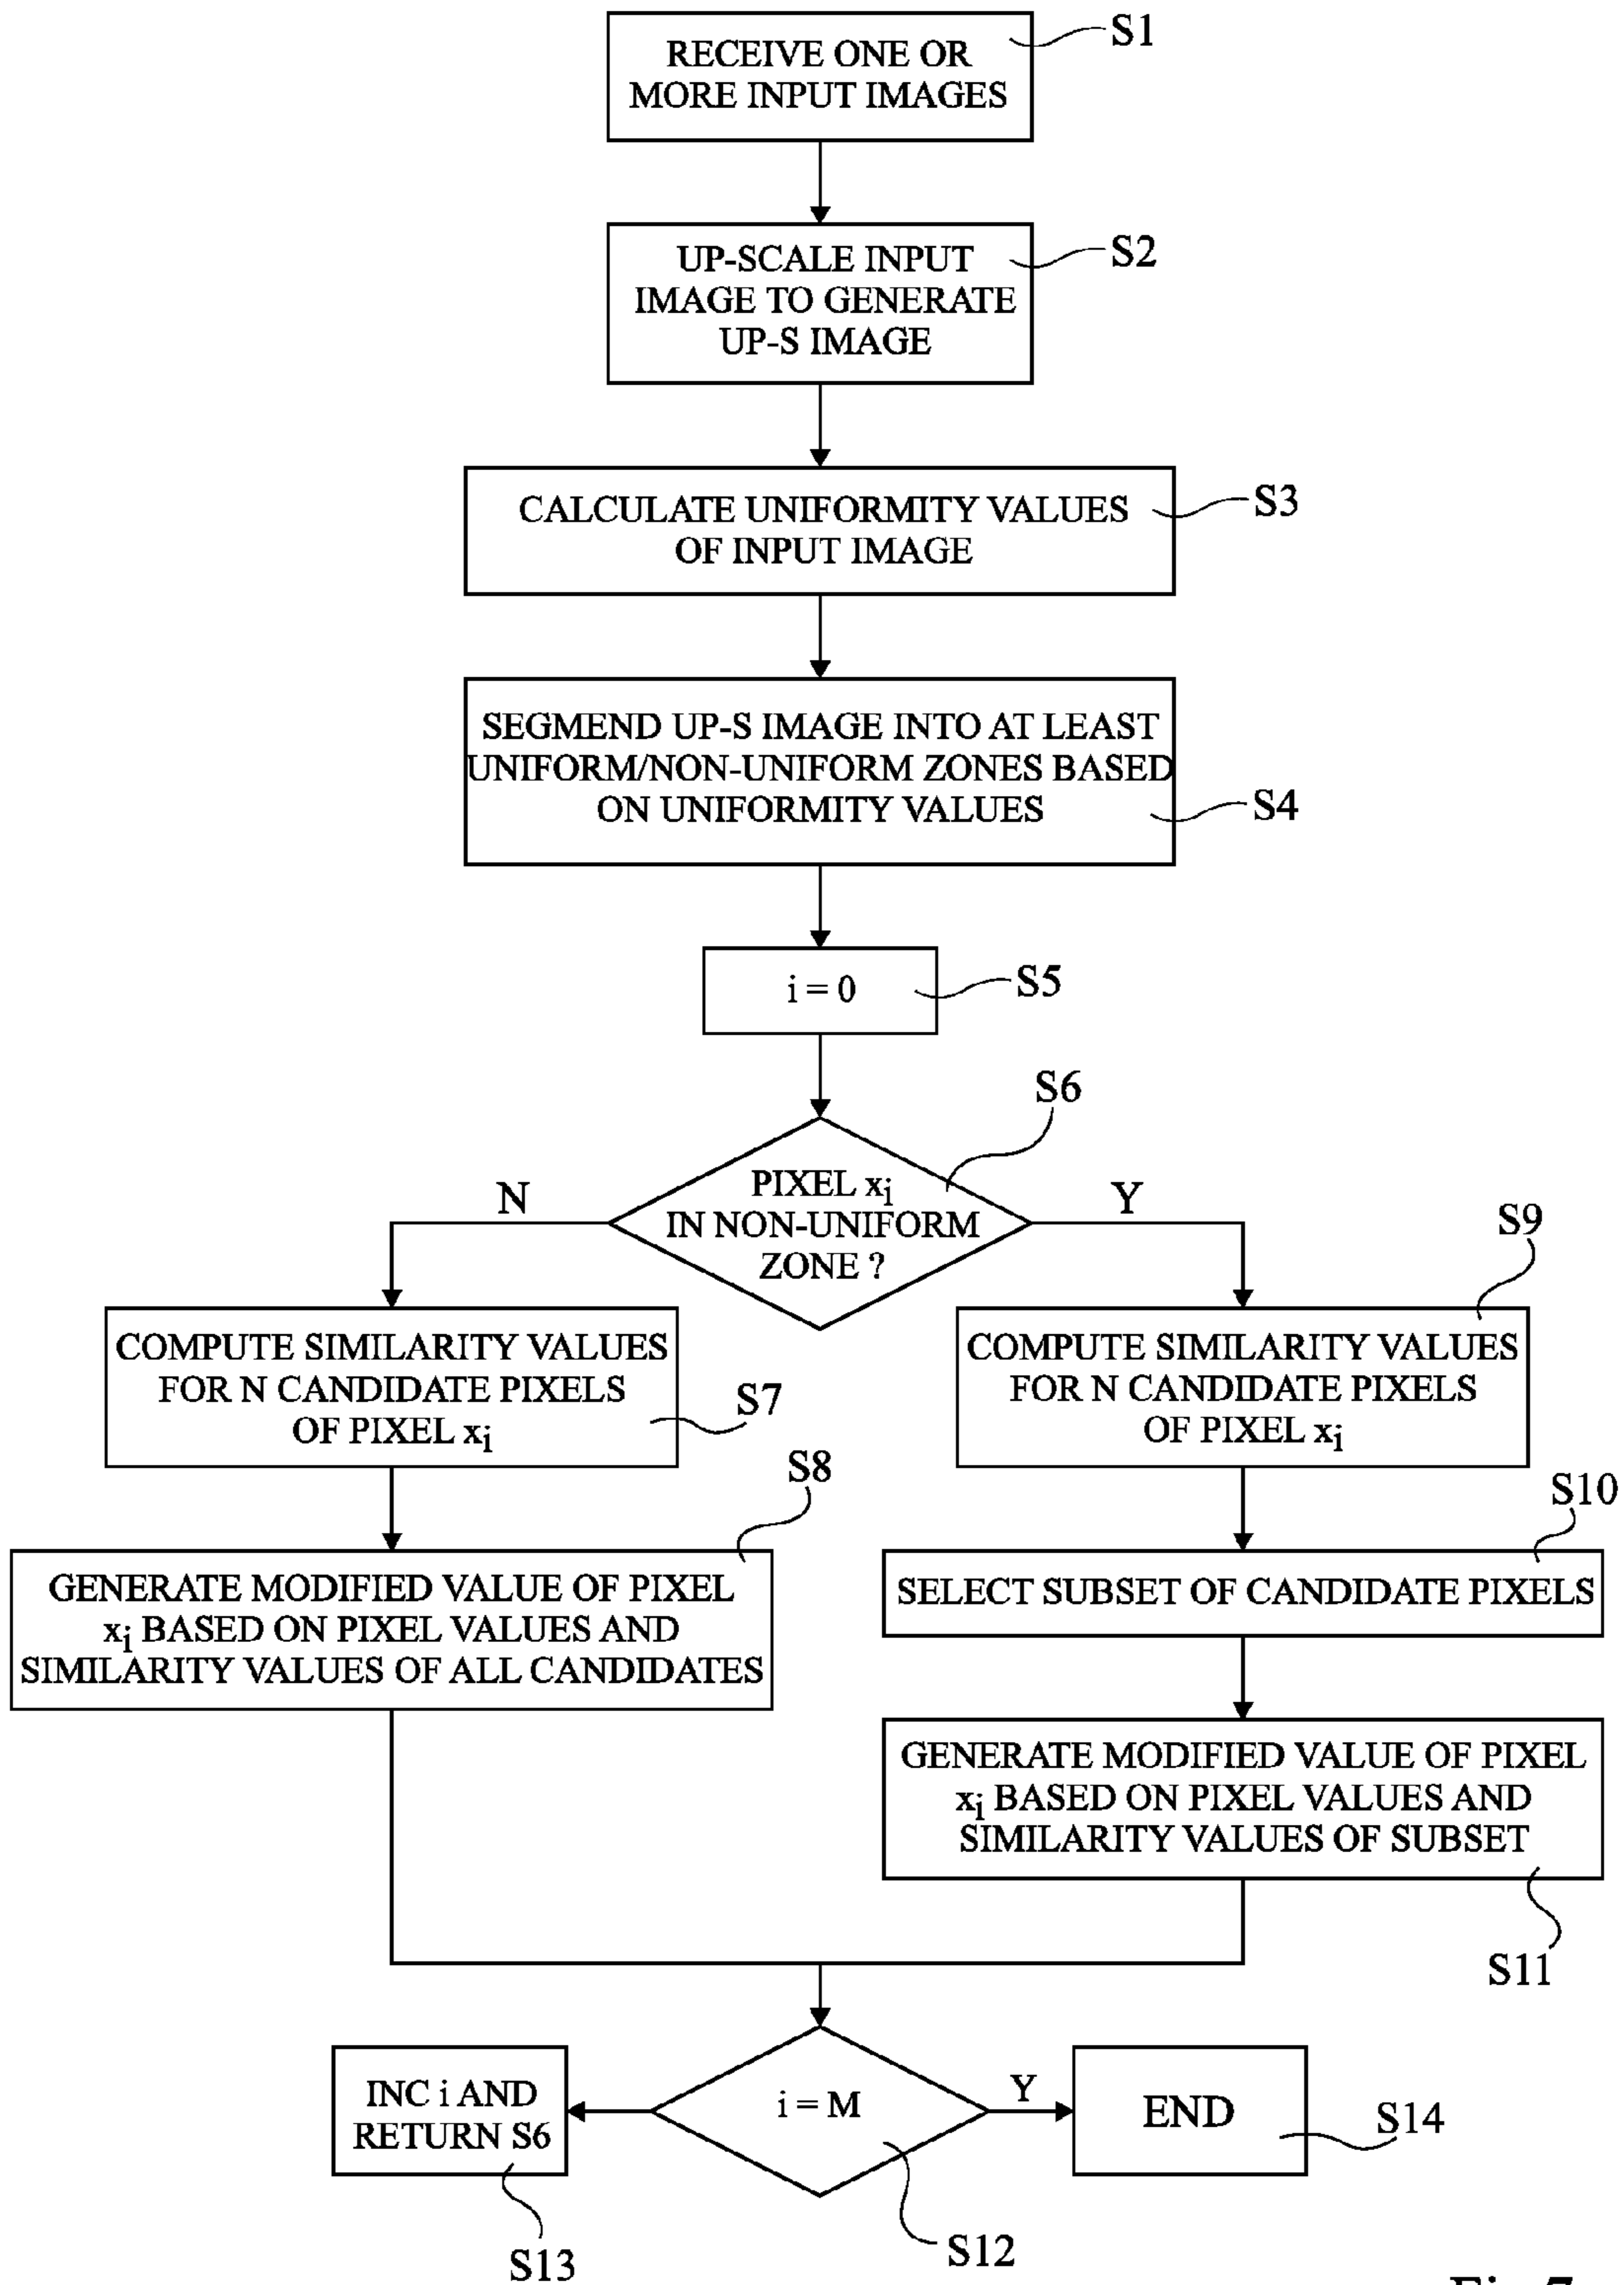 RECEIVE ONE OR
MORE INPUT IMAGES
S1
UP-SCALE INPUT
IMAGE TO GENERATE
UP-S IMAGE
S2
CALCULATE UNIFORMITY VALUES
OF INPUT IMAGE
S3
SEGMEND UP-S IMAGE INTO AT LEAST
UNIFORM/NON-UNIFORM ZONES BASED
ON UNIFORMITY VALUES
S4
i = 0
S5
S6
PIXEL xi
IN NON-UNIFORM
ZONE ?
N
Y
COMPUTE SIMILARITY VALUES
FOR N CANDIDATE PIXELS
OF PIXEL xi
S7
S8
GENERATE MODIFIED VALUE OF PIXEL
xi BASED ON PIXEL VALUES AND
SIMILARITY VALUES OF ALL CANDIDATES
S9
COMPUTE SIMILARITY VALUES
FOR N CANDIDATE PIXELS
OF PIXEL xi
S10
SELECT SUBSET OF CANDIDATE PIXELS
GENERATE MODIFIED VALUE OF PIXEL
xi BASED ON PIXEL VALUES AND
SIMILARITY VALUES OF SUBSET
S11
INC i AND
RETURN S6
S13
i = M
S12
Y
END
S14